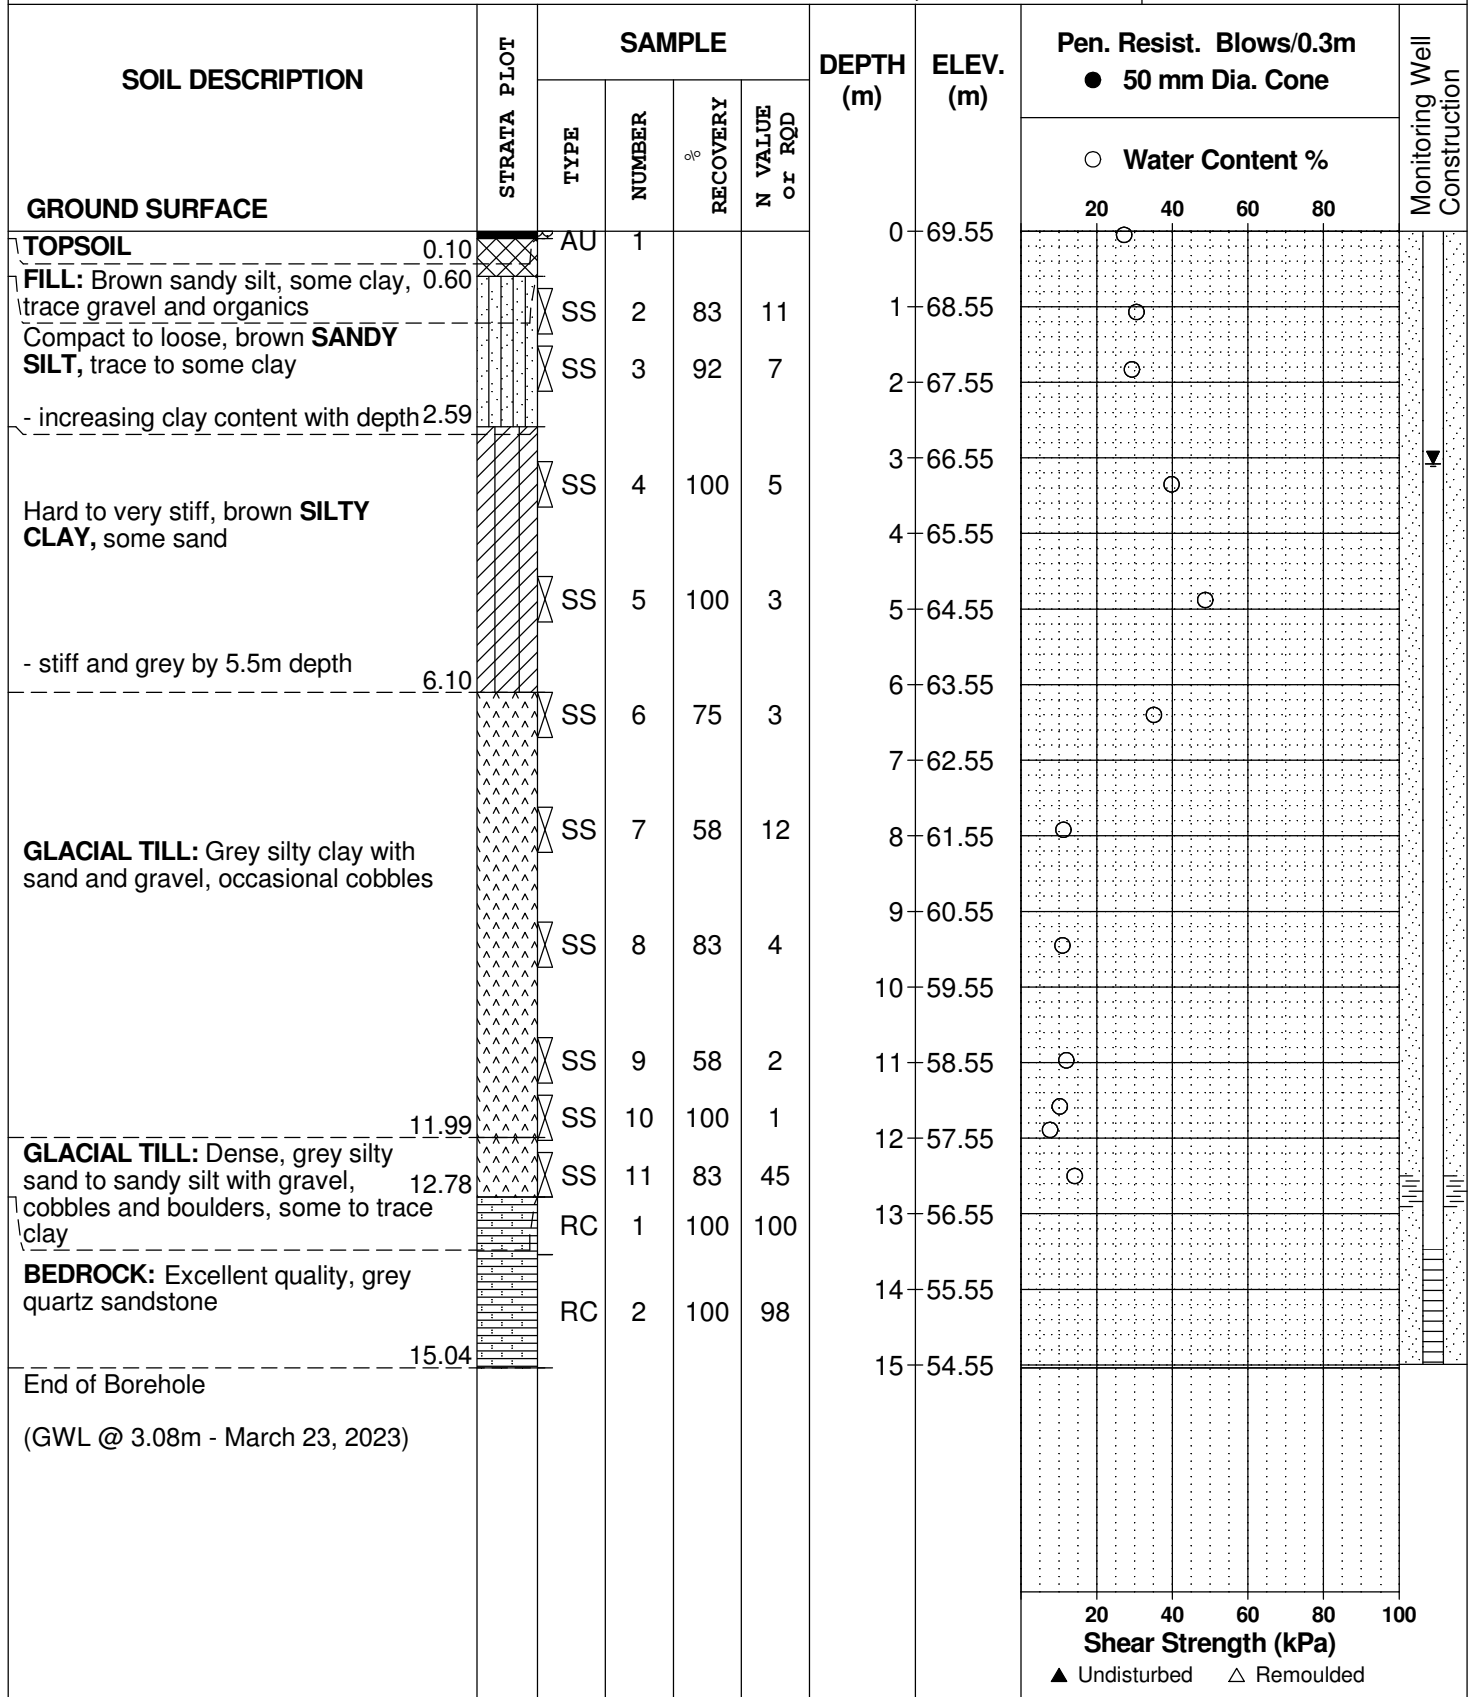 SOIL DESCRIPTION
GROUND SURFACE
STRATA PLOT
SAMPLE
TYPE
NUMBER
%
RECOVERY
N VALUE
or RQD
DEPTH
(m)
ELEV.
(m)
Pen. Resist. Blows/0.3m
● 50 mm Dia. Cone
○ Water Content %
20 40 60 80
Monitoring Well
Construction
TOPSOIL 0.10
FILL: Brown sandy silt, some clay, 0.60
trace gravel and organics
Compact to loose, brown SANDY
SILT, trace to some clay
- increasing clay content with depth 2.59
Hard to very stiff, brown SILTY
CLAY, some sand
- stiff and grey by 5.5m depth
6.10
GLACIAL TILL: Grey silty clay with
sand and gravel, occasional cobbles
11.99
GLACIAL TILL: Dense, grey silty
sand to sandy silt with gravel, 12.78
cobbles and boulders, some to trace
clay
BEDROCK: Excellent quality, grey
quartz sandstone
15.04
End of Borehole
(GWL @ 3.08m - March 23, 2023)
AU 1
SS 2 83 11
SS 3 92 7
SS 4 100 5
SS 5 100 3
SS 6 75 3
SS 7 58 12
SS 8 83 4
SS 9 58 2
SS 10 100 1
SS 11 83 45
RC 1 100 100
RC 2 100 98
0 69.55
1 68.55
2 67.55
3 66.55
4 65.55
5 64.55
6 63.55
7 62.55
8 61.55
9 60.55
10 59.55
11 58.55
12 57.55
13 56.55
14 55.55
15 54.55
20 40 60 80 100
Shear Strength (kPa)
▲ Undisturbed △ Remoulded